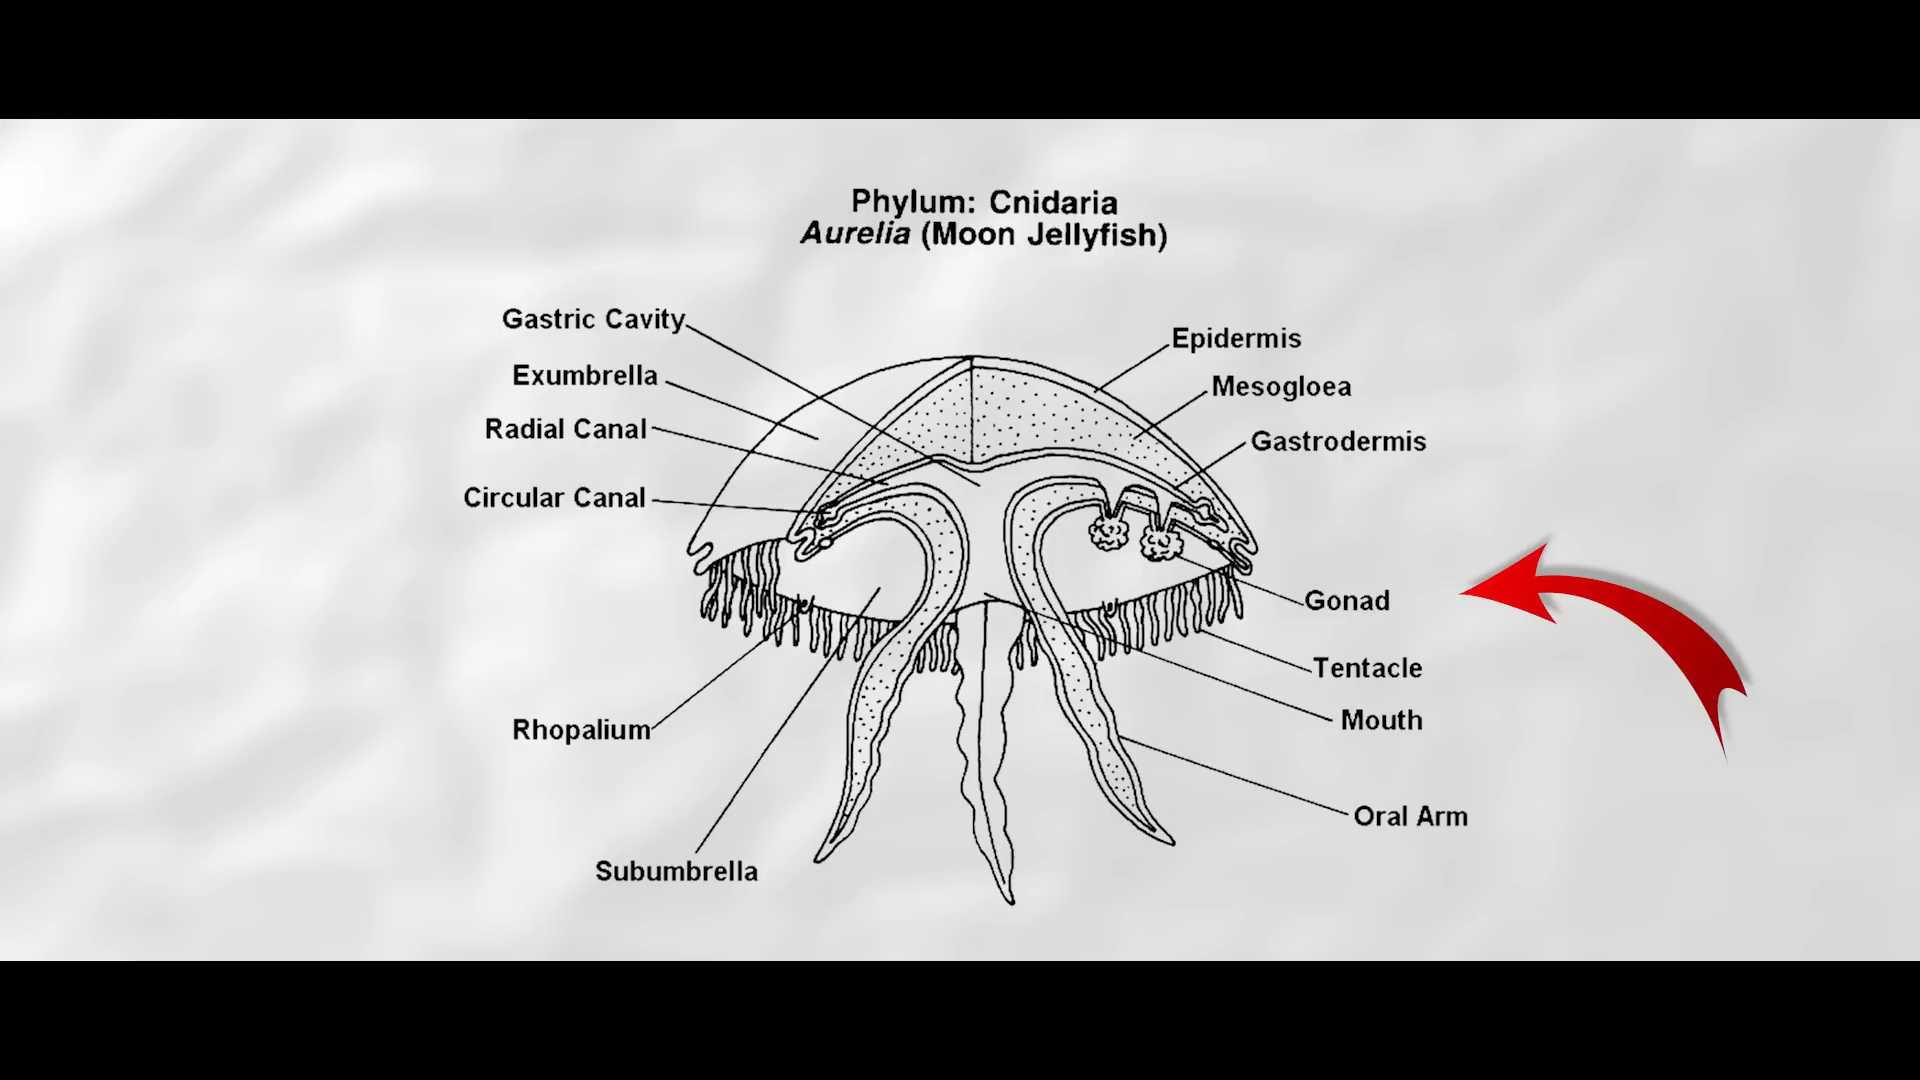 Phylum: Cnidaria
Aurelia (Moon Jellyfish)
Gastric Cavity
Exumbrella
Radial Canal
Circular Canal
Rhopalium
Subumbrella
Epidermis
Mesogloea
Gastrodermis
Gonad
Tentacle
Mouth
Oral Arm